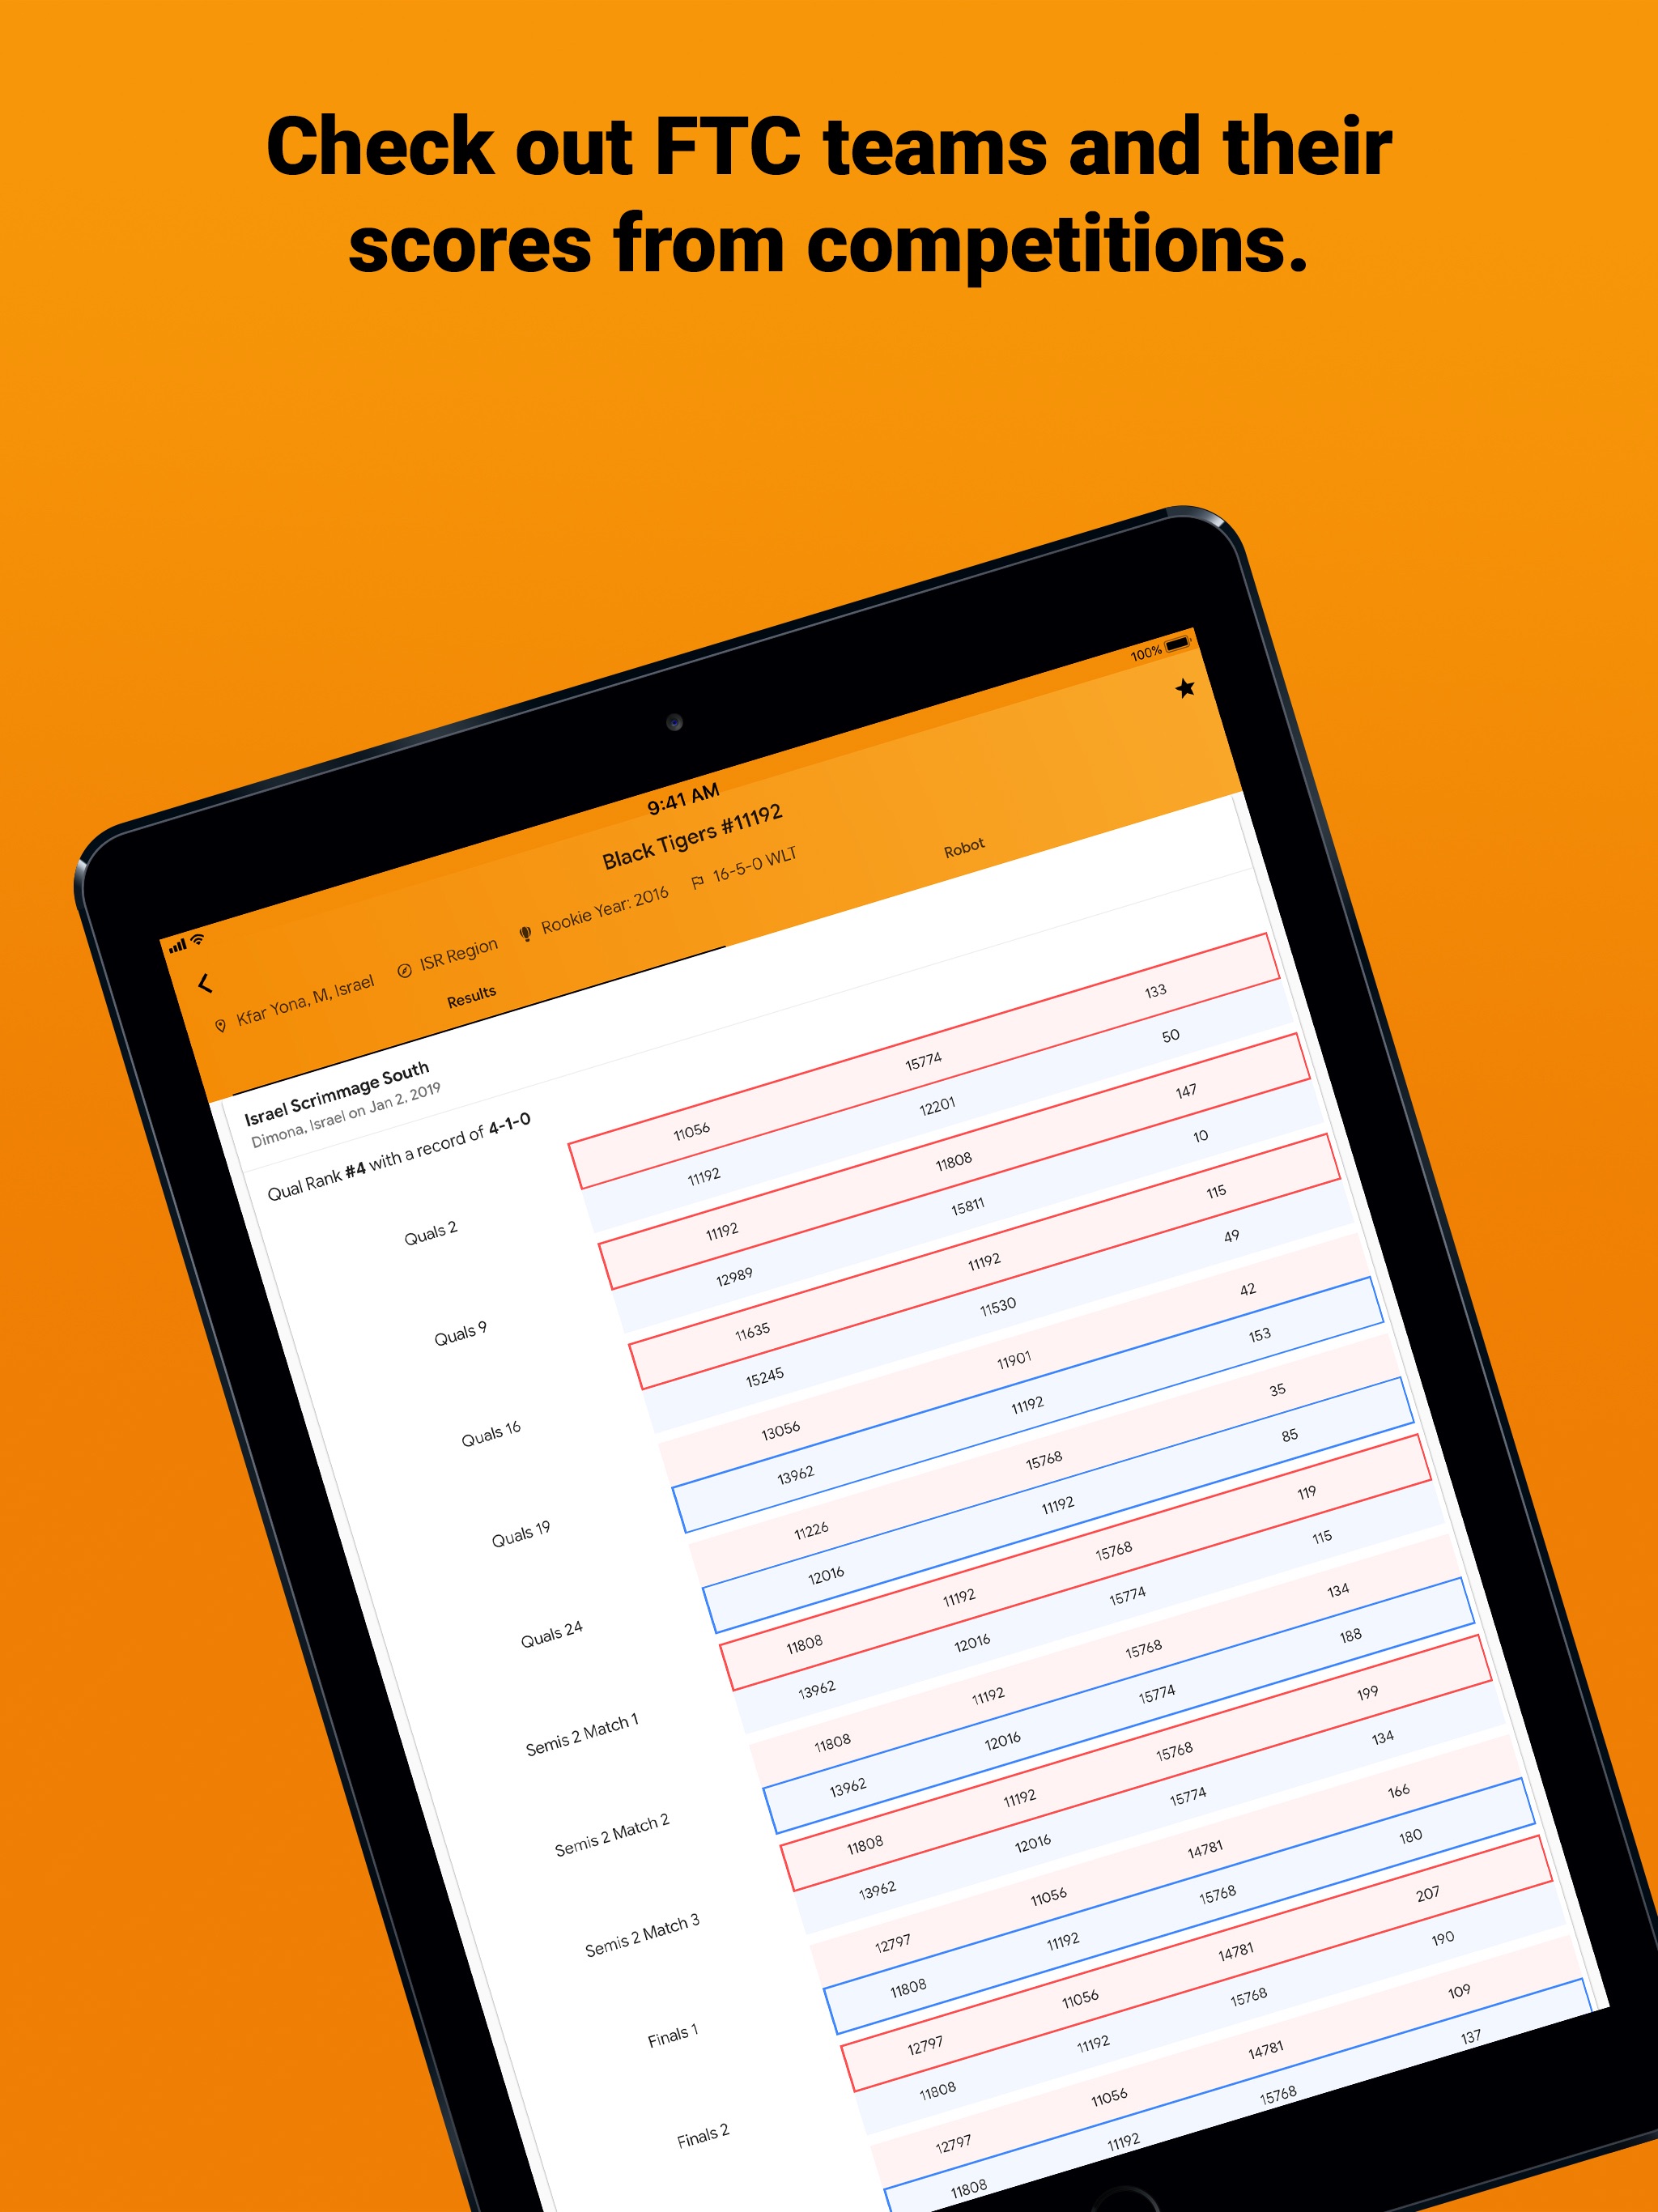 Check out FTC teams and their
scores from competitions.
100%
9:41 AM
Black Tigers #11192
Kfar Yona, M, Israel ISR Region Rookie Year: 2016 16-5-0 WLT
Results Robot
Israel Scrimmage South
Dimona, Israel on Jan 2, 2019
Qual Rank #4 with a record of 4-1-0
Quals 2
11056 15774 133
11192 12201 50
Quals 9
11192 11808 147
12989 15811 10
Quals 16
11635 11192 115
15245 11530 49
Quals 19
13056 11901 42
13962 11192 153
Quals 24
11226 15768 35
12016 11192 85
Semis 2 Match 1
11808 11192 15768 119
13962 12016 15774 115
Semis 2 Match 2
11808 11192 15768 134
13962 12016 15774 188
Semis 2 Match 3
11808 11192 15768 199
13962 12016 15774 134
Finals 1
12797 11056 14781 166
11808 11192 15768 180
Finals 2
12797 11056 14781 207
11808 11192 15768 190
12797 11056 14781 109
11808 11192 15768 137